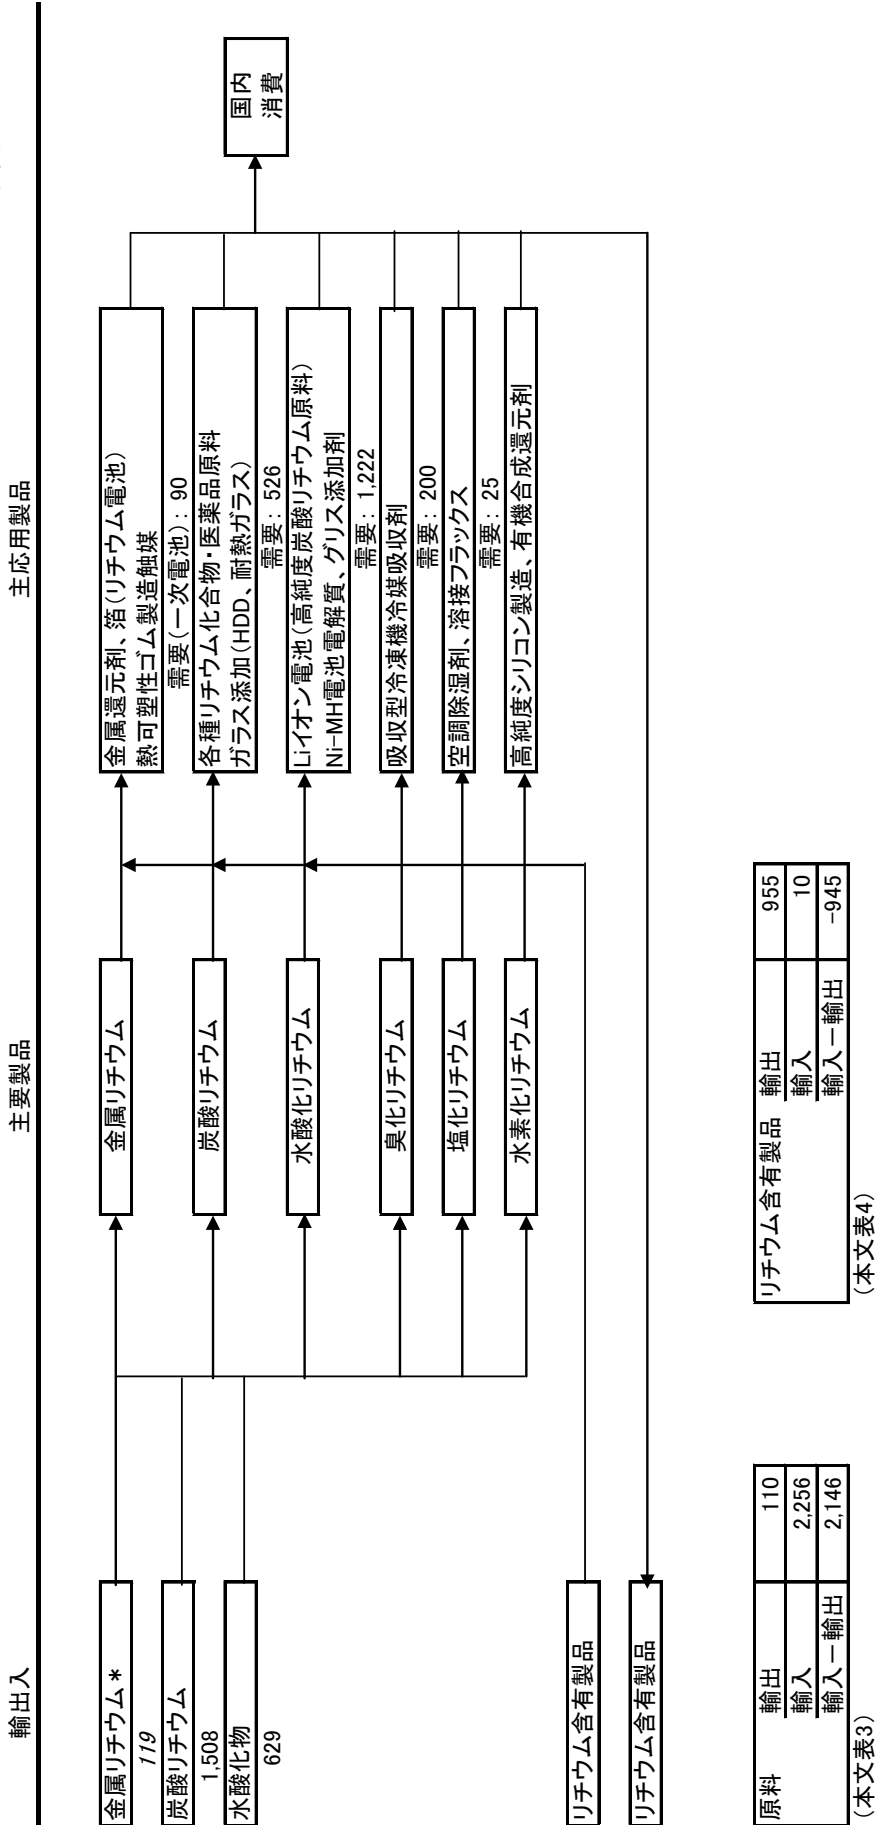 輸出入
主要製品
主応用製品
金属リチウム*
119
炭酸リチウム
1,508
水酸化物
629
リチウム含有製品
リチウム含有製品
金属リチウム
炭酸リチウム
水酸化リチウム
臭化リチウム
塩化リチウム
水素化リチウム
金属還元剤、箔(リチウム電池)
熱可塑性ゴム製造触媒
需要(一次電池): 90
各種リチウム化合物・医薬品原料
ガラス添加(HDD、耐熱ガラス)
需要: 526
Liイオン電池(高純度炭酸リチウム原料)
Ni-MH電池電解質、グリス添加剤
需要: 1,222
吸収型冷凍機冷媒吸収剤
需要: 200
空調除湿剤、溶接フラックス
需要: 25
高純度シリコン製造、有機合成還元剤
国内
消費
原料 輸出 110
輸入 2,256
輸入－輸出 2,146
(本文表3)
リチウム含有製品 輸出 955
輸入 10
輸入－輸出 -945
(本文表4)